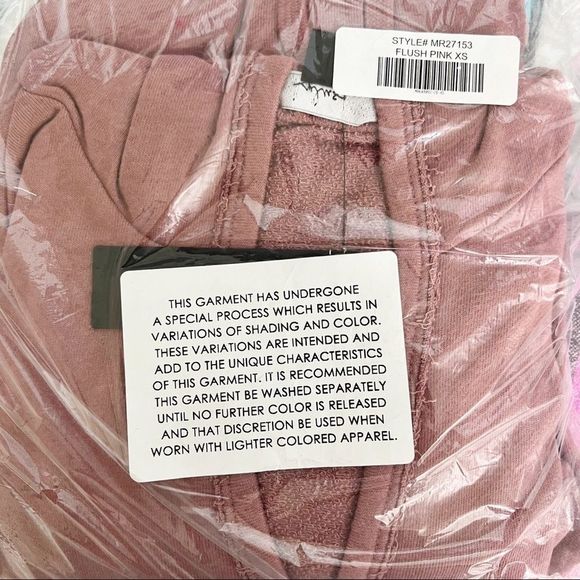 STYLE# MR27153
FLUSH PINK XS
THIS GARMENT HAS UNDERGONE
A SPECIAL PROCESS WHICH RESULTS IN
VARIATIONS OF SHADING AND COLOR.
THESE VARIATIONS ARE INTENDED AND
ADD TO THE UNIQUE CHARACTERISTICS
OF THIS GARMENT. IT IS RECOMMENDED
THIS GARMENT BE WASHED SEPARATELY
UNTIL NO FURTHER COLOR IS RELEASED
AND THAT DISCRETION BE USED WHEN
WORN WITH LIGHTER COLORED APPAREL.